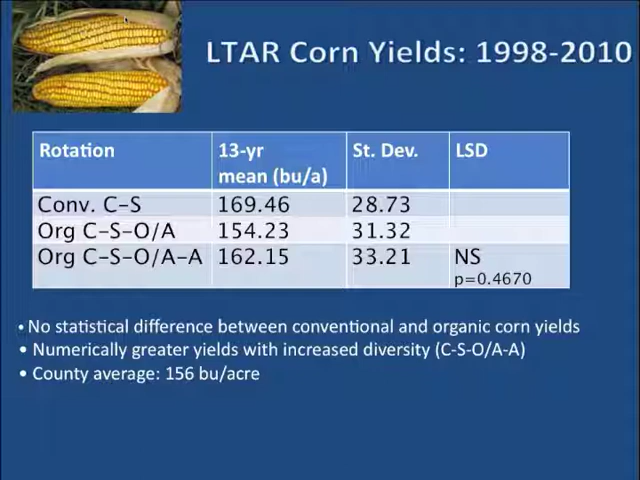 LTAR Corn Yields: 1998-2010
Rotation 13-yr mean (bu/a) St. Dev. LSD
Conv. C-S 169.46 28.73
Org C-S-O/A 154.23 31.32
Org C-S-O/A-A 162.15 33.21 NS
p=0.4670
• No statistical difference between conventional and organic corn yields
• Numerically greater yields with increased diversity (C-S-O/A-A)
• County average: 156 bu/acre